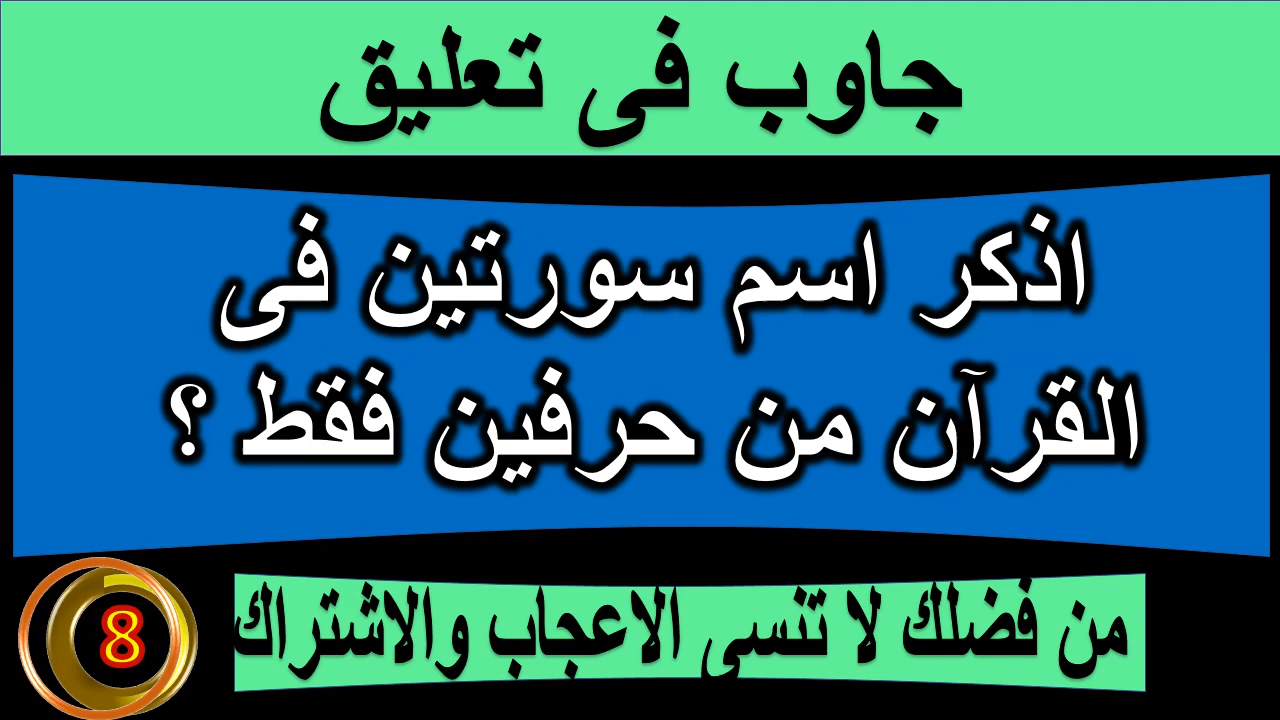 جاوب فى تعليق
اذكر اسم سورتين فى
القرآن من حرفين فقط ؟
من فضلك لا تنسى الاعجاب والاشتراك
8